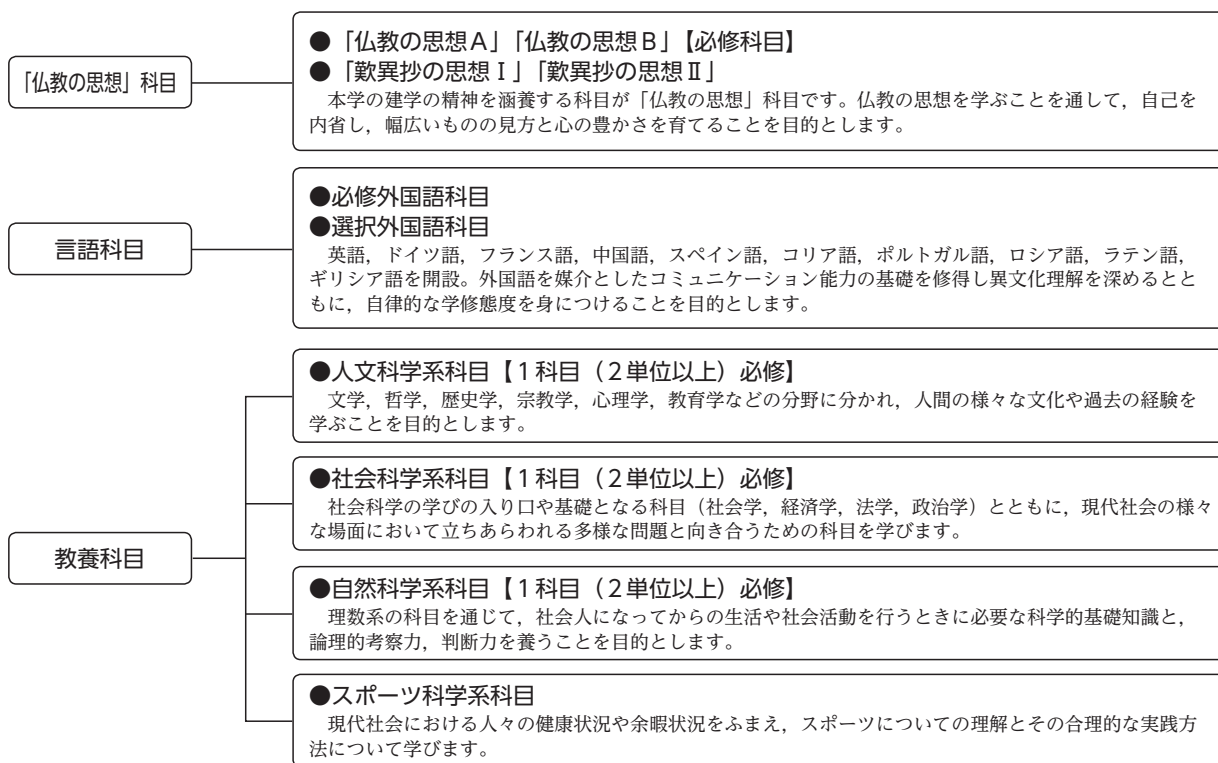 「仏教の思想」科目
●「仏教の思想A」「仏教の思想B」【必修科目】
●「歎異抄の思想Ⅰ」「歎異抄の思想Ⅱ」
本学の建学の精神を涵養する科目が「仏教の思想」科目です。仏教の思想を学ぶことを通して，自己を
内省し，幅広いものの見方と心の豊かさを育てることを目的とします。
言語科目
●必修外国語科目
●選択外国語科目
英語，ドイツ語，フランス語，中国語，スペイン語，コリア語，ポルトガル語，ロシア語，ラテン語，
ギリシア語を開設。外国語を媒介としたコミュニケーション能力の基礎を修得し異文化理解を深めるとと
もに，自律的な学修態度を身につけることを目的とします。
教養科目
●人文科学系科目【１科目（２単位以上）必修】
文学，哲学，歴史学，宗教学，心理学，教育学などの分野に分かれ，人間の様々な文化や過去の経験を
学ぶことを目的とします。
●社会科学系科目【１科目（２単位以上）必修】
社会科学の学びの入り口や基礎となる科目（社会学，経済学，法学，政治学）とともに，現代社会の様々
な場面において立ちあらわれる多様な問題と向き合うための科目を学びます。
●自然科学系科目【１科目（２単位以上）必修】
理数系の科目を通じて，社会人になってからの生活や社会活動を行うときに必要な科学的基礎知識と，
論理的考察力，判断力を養うことを目的とします。
●スポーツ科学系科目
現代社会における人々の健康状況や余暇状況をふまえ，スポーツについての理解とその合理的な実践方
法について学びます。